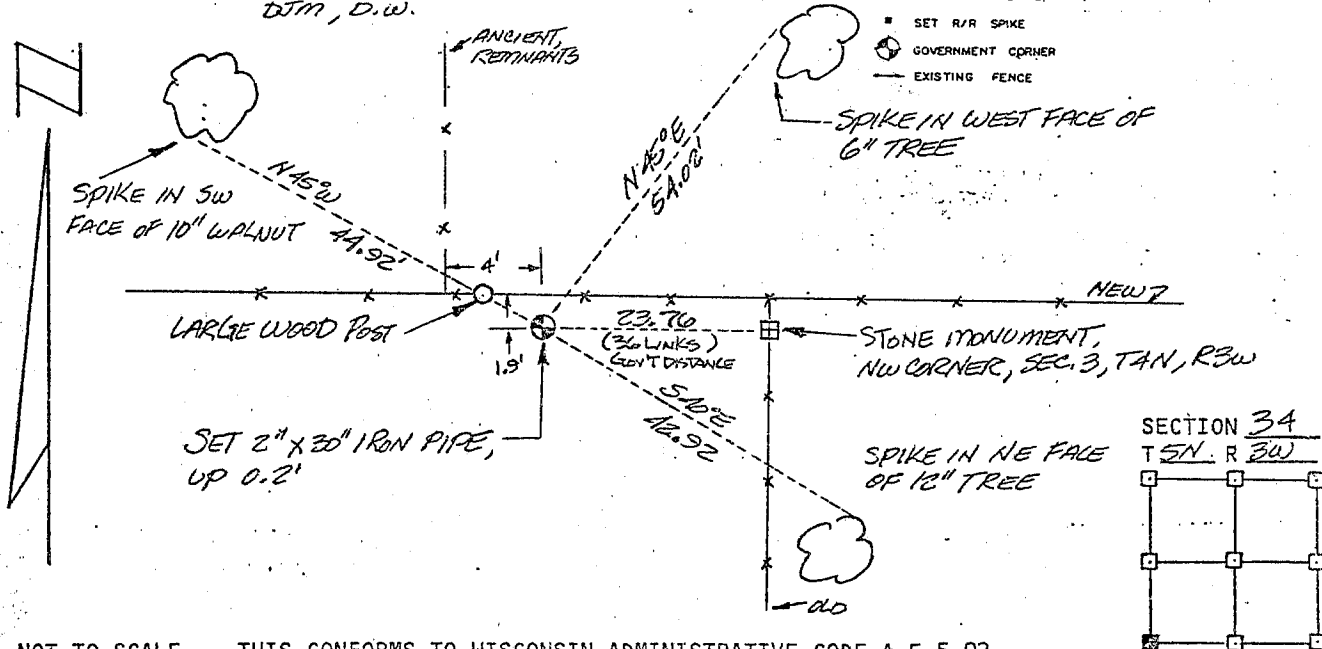 DJM, D.W.
ANCIENT,
REMNANTS
SET R/R SPIKE
GOVERNMENT CORNER
EXISTING FENCE
SPIKE IN WEST FACE OF
6" TREE
N45°E
54.02'
SPIKE IN SW
FACE OF 10" WALNUT
N45°W
44.92'
4'
NEW
LARGE WOOD POST
1.9'
23.76
(36 LINKS)
GOV'T DISTANCE
STONE MONUMENT,
NW CORNER, SEC. 3, T4N, R3W
SET 2" X 30" IRON PIPE,
UP 0.2'
S40°E
42.92
SPIKE IN NE FACE
OF 12" TREE
OLD
SECTION 34
T 5N R 3W
NOT TO SCALE THIS CONFORMS TO WISCONSIN ADMINISTRATIVE CODE A-E 5.02